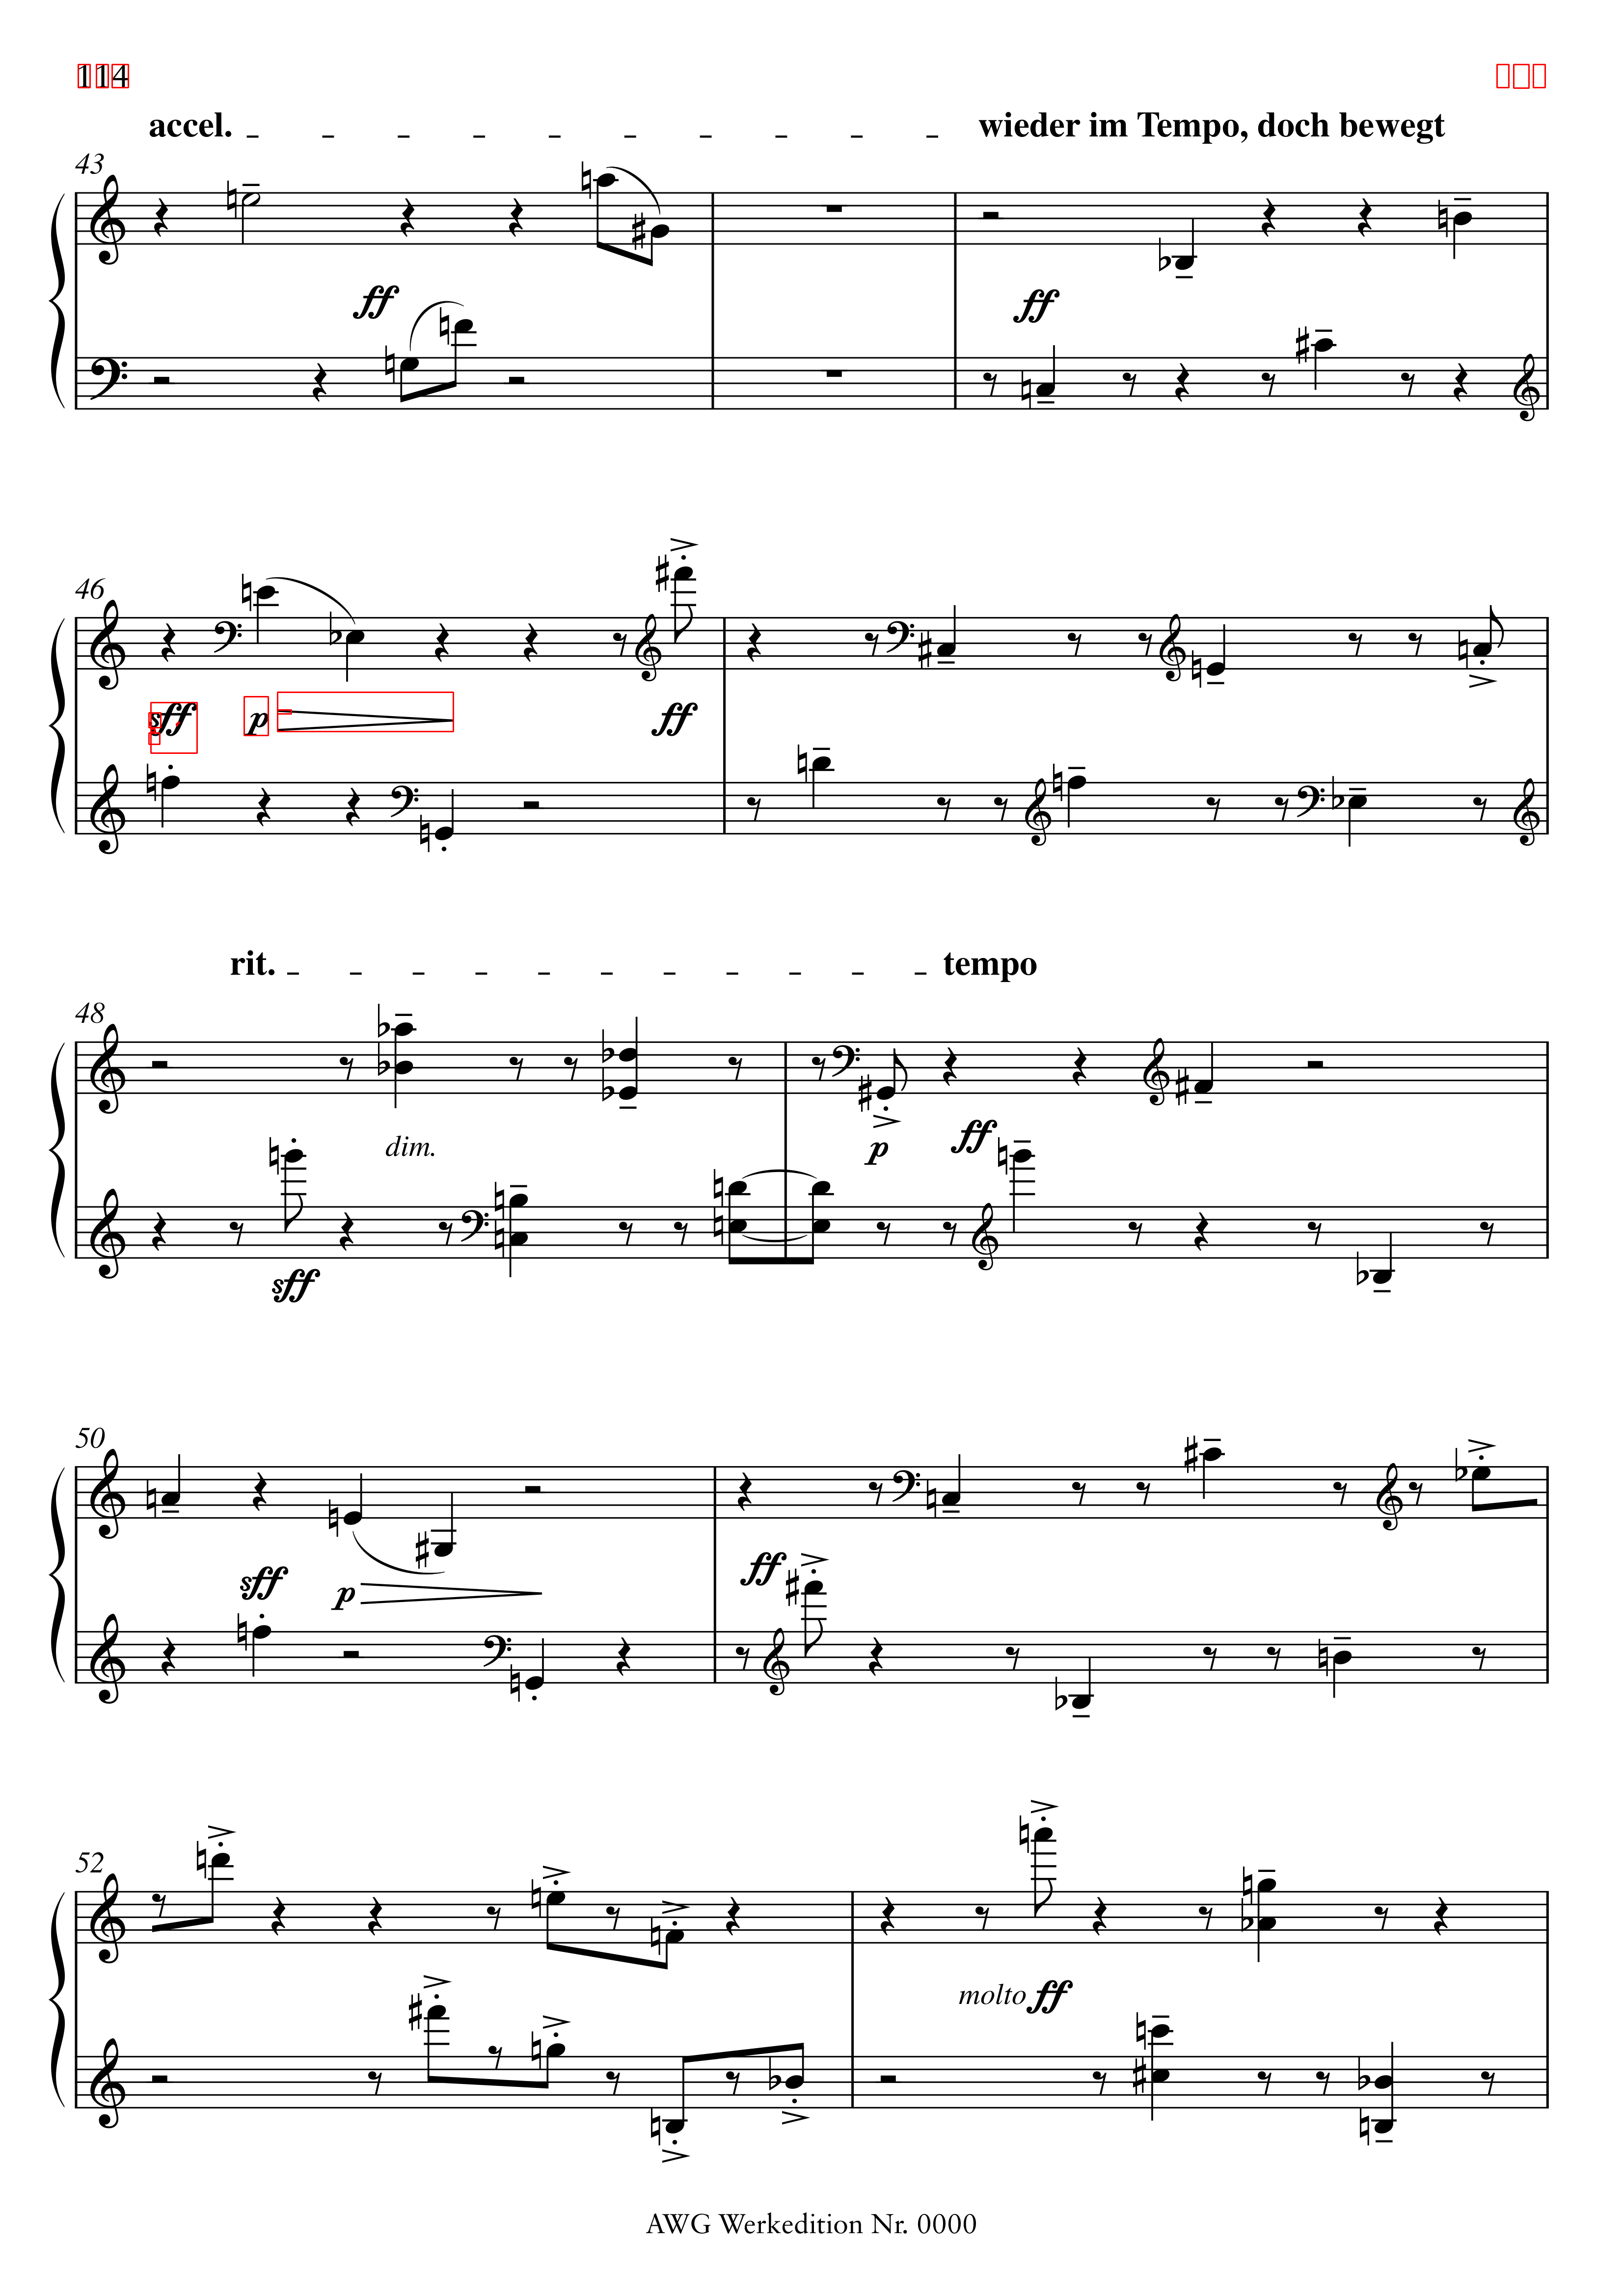 114
accel. wieder im Tempo, doch bewegt
43
ff ff
46
sff p ff
rit. tempo
48
dim. p ff
sff
50
sff p ff
52
molto ff
AWG Werkedition Nr. 0000